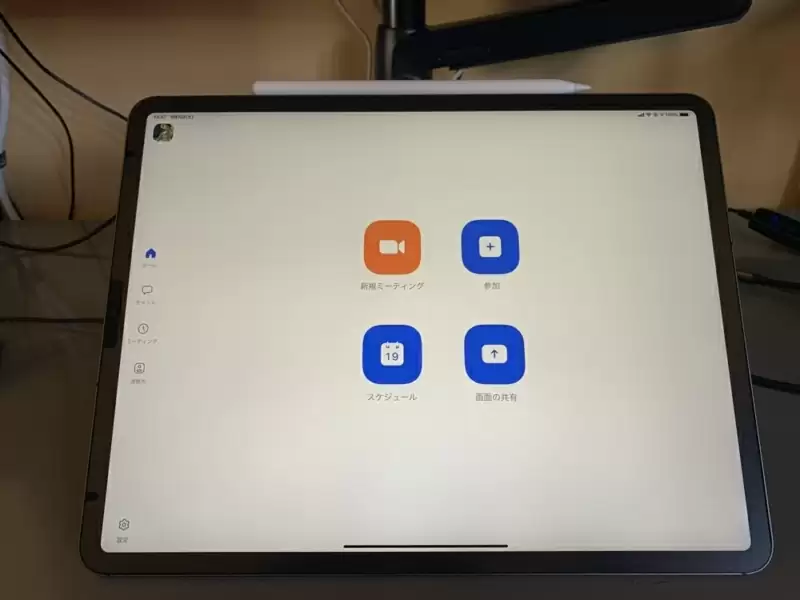 ホーム
チャット
ミーティング
連絡先
設定
新規ミーティング
参加
19
スケジュール
画面の共有